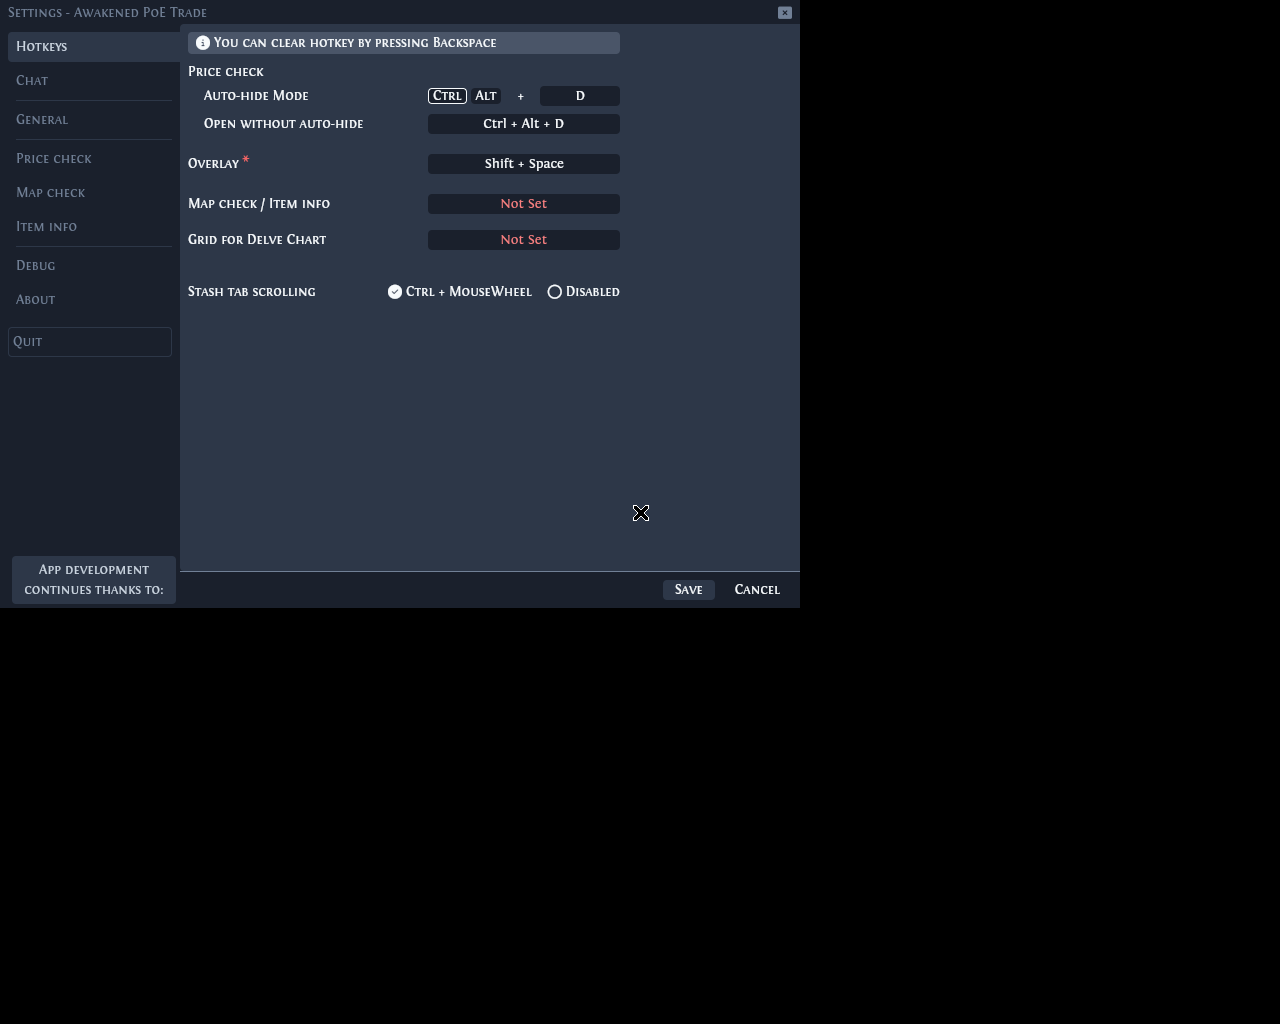 Settings - Awakened PoE Trade
Hotkeys
Chat
General
Price check
Map check
Item info
Debug
About
Quit
App development
continues thanks to:
You can clear hotkey by pressing Backspace
Price check
Auto-hide Mode Ctrl Alt + D
Open without auto-hide Ctrl + Alt + D
Overlay * Shift + Space
Map check / Item info Not Set
Grid for Delve Chart Not Set
Stash tab scrolling Ctrl + MouseWheel Disabled
Save Cancel